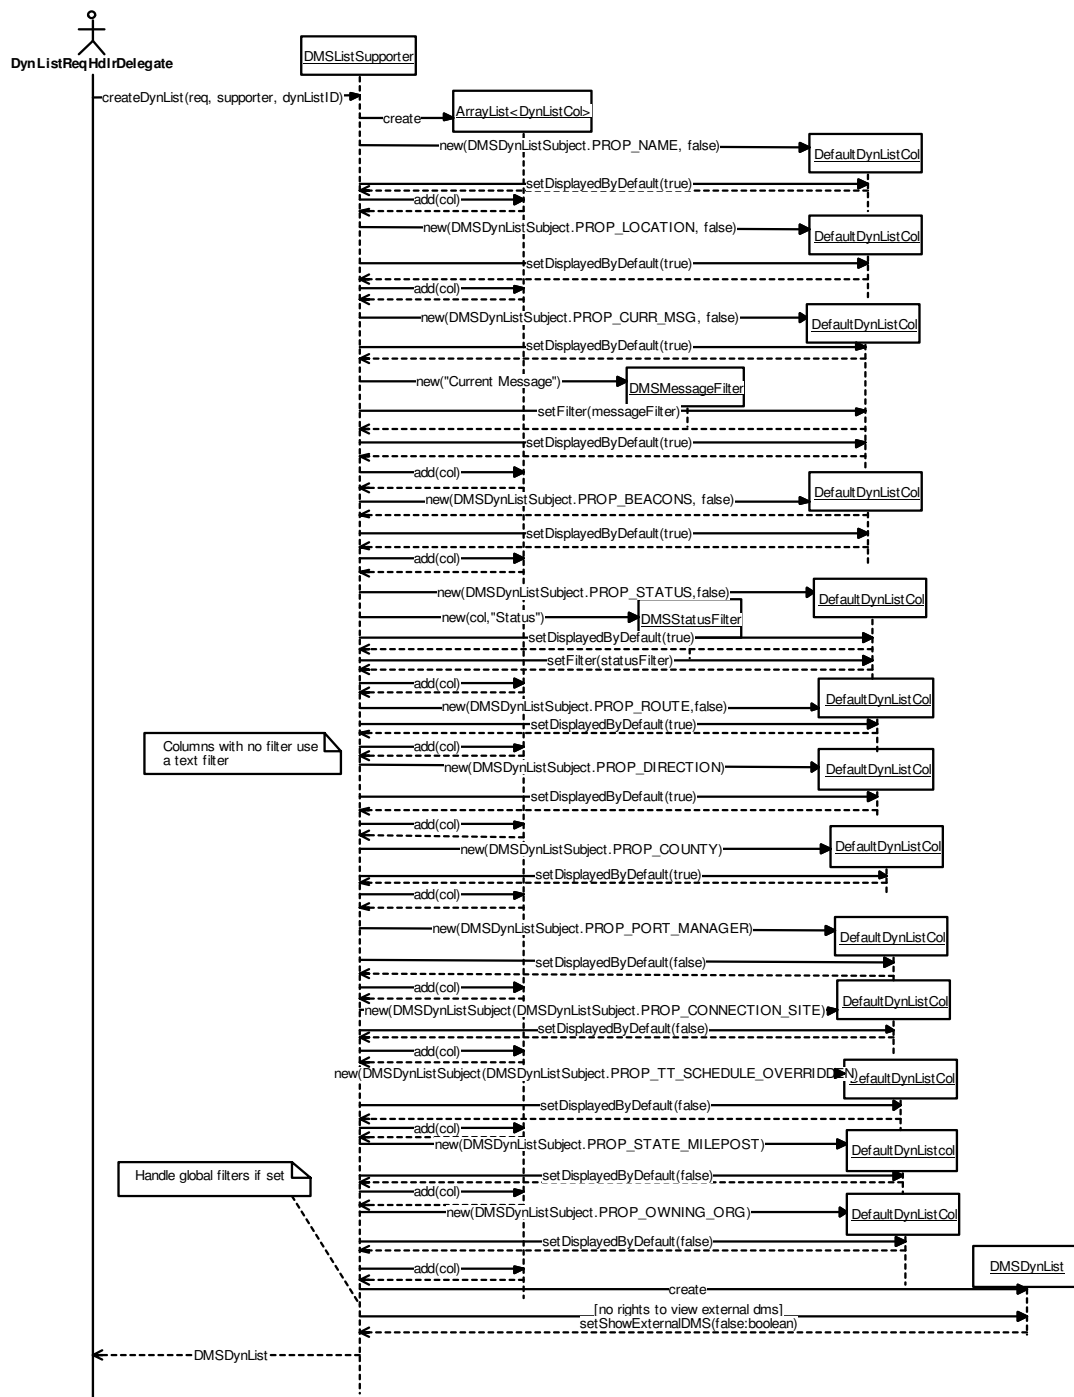 DynListReqHdlrDelegate
DMSListSupporter
createDynList(req, supporter, dynListID)
ArrayList<DynListCol>
create
new(DMSDynListSubject.PROP_NAME, false)
DefaultDynListCol
setDisplayedByDefault(true)
add(col)
new(DMSDynListSubject.PROP_LOCATION, false)
DefaultDynListCol
setDisplayedByDefault(true)
add(col)
new(DMSDynListSubject.PROP_CURR_MSG, false)
DefaultDynListCol
setDisplayedByDefault(true)
new("Current Message")
DMSMessageFilter
setFilter(messageFilter)
setDisplayedByDefault(true)
add(col)
new(DMSDynListSubject.PROP_BEACONS, false)
DefaultDynListCol
setDisplayedByDefault(true)
add(col)
new(DMSDynListSubject.PROP_STATUS,false)
DefaultDynListCol
new(col,"Status")
DMSStatusFilter
setDisplayedByDefault(true)
setFilter(statusFilter)
add(col)
new(DMSDynListSubject.PROP_ROUTE,false)
DefaultDynListCol
setDisplayedByDefault(true)
Columns with no filter use
a text filter
add(col)
new(DMSDynListSubject.PROP_DIRECTION)
DefaultDynListCol
setDisplayedByDefault(true)
add(col)
new(DMSDynListSubject.PROP_COUNTY)
DefaultDynListCol
setDisplayedByDefault(true)
add(col)
new(DMSDynListSubject.PROP_PORT_MANAGER)
DefaultDynListCol
setDisplayedByDefault(false)
add(col)
new(DMSDynListSubject(DMSDynListSubject.PROP_CONNECTION_SITE)
DefaultDynListCol
setDisplayedByDefault(false)
add(col)
new(DMSDynListSubject(DMSDynListSubject.PROP_TT_SCHEDULE_OVERRIDDEN)
DefaultDynListCol
setDisplayedByDefault(false)
add(col)
new(DMSDynListSubject.PROP_STATE_MILEPOST)
DefaultDynListcol
Handle global filters if set
setDisplayedByDefault(false)
add(col)
new(DMSDynListSubject.PROP_OWNING_ORG)
DefaultDynListCol
setDisplayedByDefault(false)
add(col)
DMSDynList
create
[no rights to view external dms]
setShowExternalDMS(false:boolean)
DMSDynList